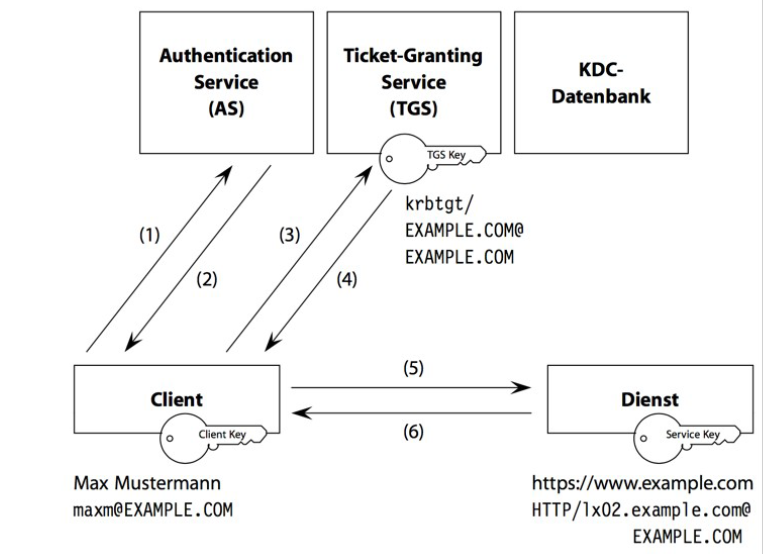 Authentication
Service
(AS)
Ticket-Granting
Service
(TGS)
KDC-
Datenbank
TGS Key
krbtgt/
EXAMPLE.COM@
EXAMPLE.COM
(1)
(2)
(3)
(4)
(5)
(6)
Client
Client Key
Max Mustermann
maxm@EXAMPLE.COM
Dienst
Service Key
https://www.example.com
HTTP/lx02.example.com@
EXAMPLE.COM